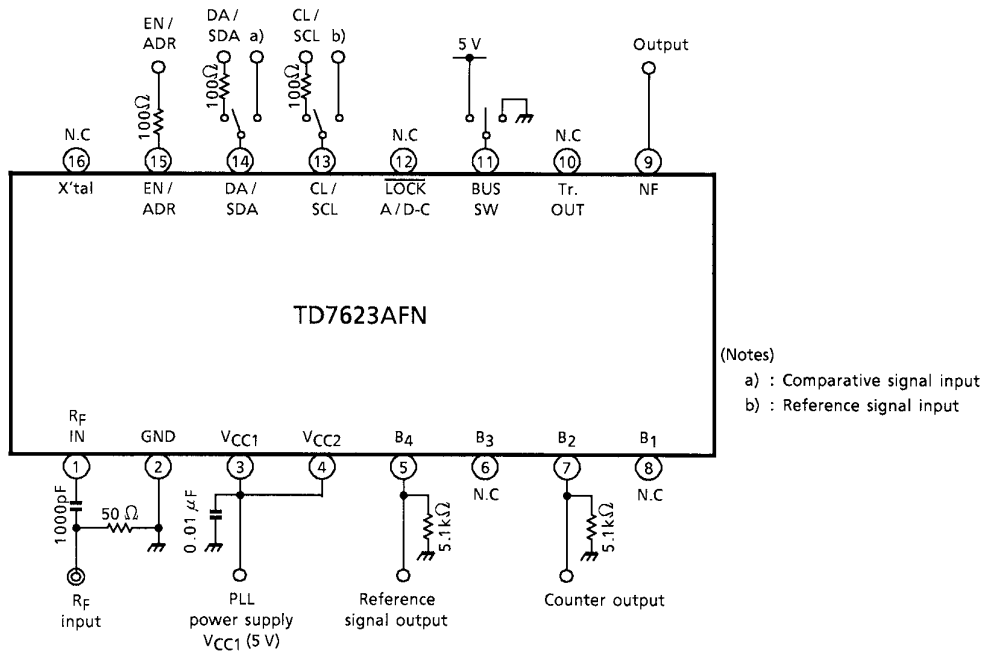 EN /
ADR
DA /
SDA a)
CL /
SCL b)
5 V
Output
100Ω
100Ω
100Ω
N.C
N.C
N.C
16
15
14
13
12
11
10
9
X'tal
EN /
ADR
DA /
SDA
CL /
SCL
LOCK
A / D-C
BUS
SW
Tr.
OUT
NF
TD7623AFN
(Notes)
a) : Comparative signal input
b) : Reference signal input
RF
IN
GND
VCC1
VCC2
B4
B3
B2
B1
1
2
3
4
5
6
7
8
N.C
N.C
1000pF
50 Ω
0.01 μF
5.1kΩ
5.1kΩ
RF
input
PLL
power supply
VCC1 (5 V)
Reference
signal output
Counter output